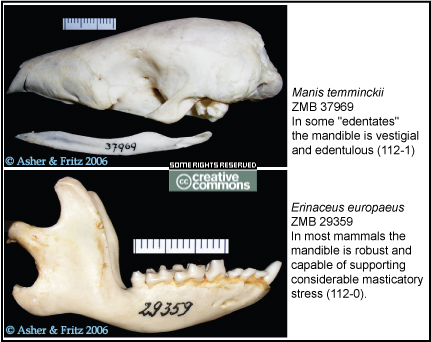 Manis temminckii
ZMB 37969
In some "edentates"
the mandible is vestigial
and edentulous (112-1)
37969
© Asher & Fritz 2006
SOME RIGHTS RESERVED
cc creative
commons
Erinaceus europaeus
ZMB 29359
In most mammals the
mandible is robust and
capable of supporting
considerable masticatory
stress (112-0).
29359
© Asher & Fritz 2006